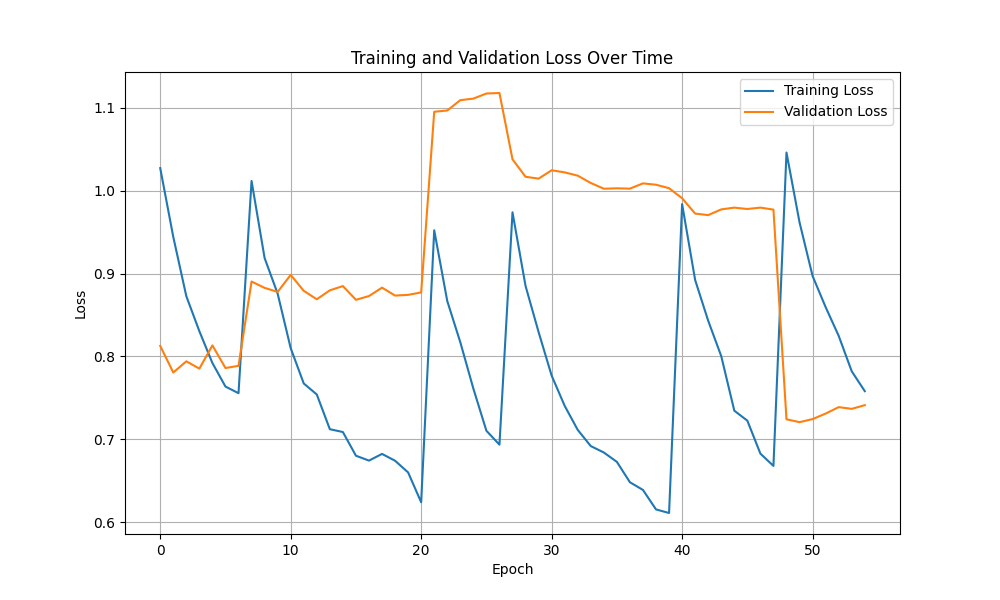 Training and Validation Loss Over Time
Training Loss
Validation Loss
1.1
1.0
0.9
0.8
0.7
0.6
Loss
0 10 20 30 40 50
Epoch